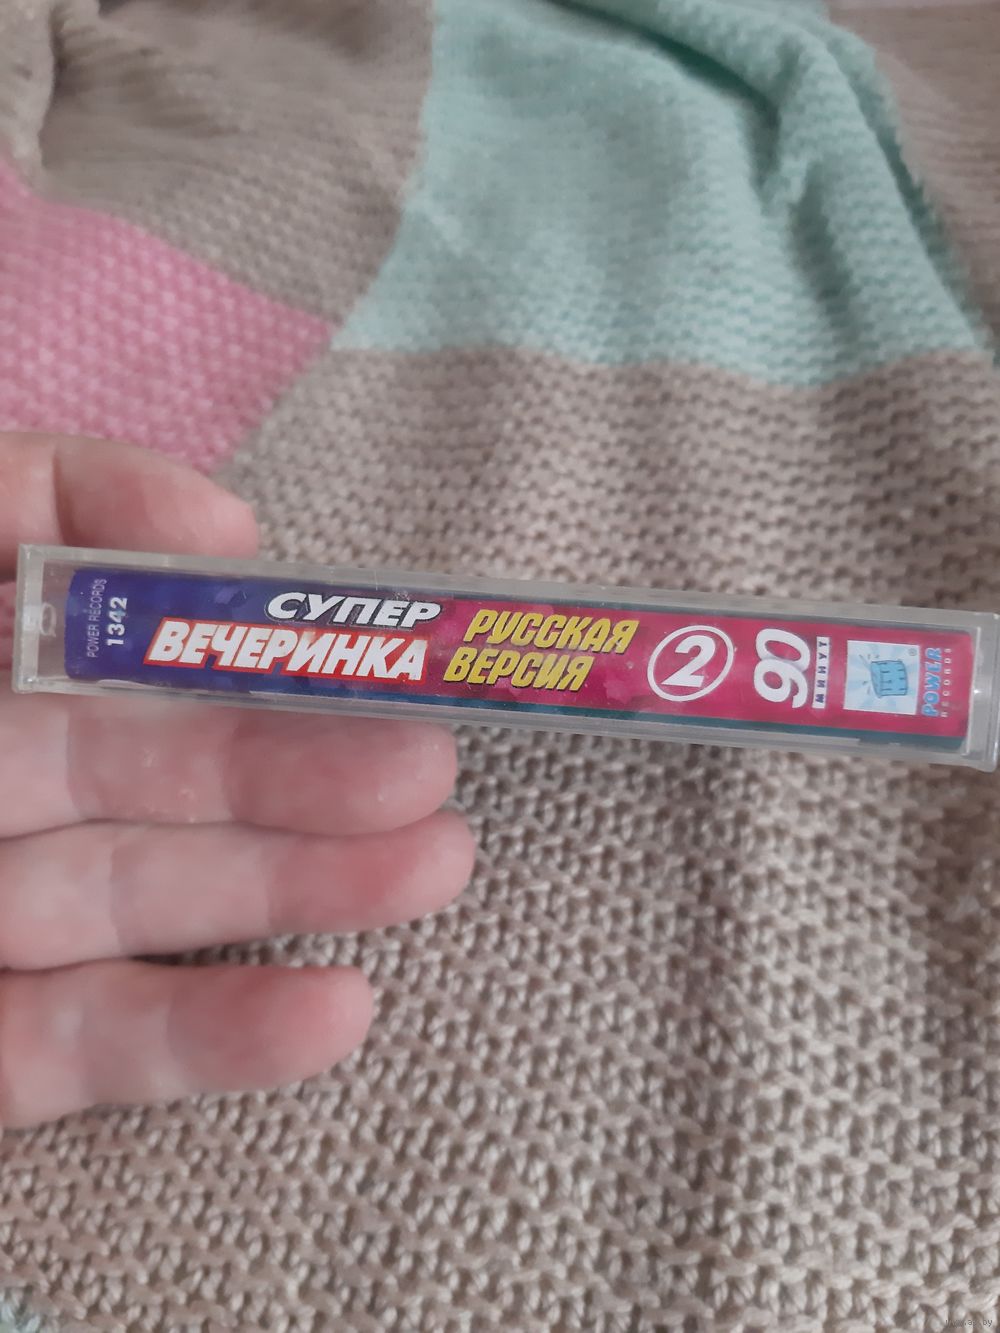 POWER RECORDS
1342
СУПЕР
ВЕЧЕРИНКА
РУССКАЯ
ВЕРСИЯ
2
90
МИНУТ
POWER
RECORDS